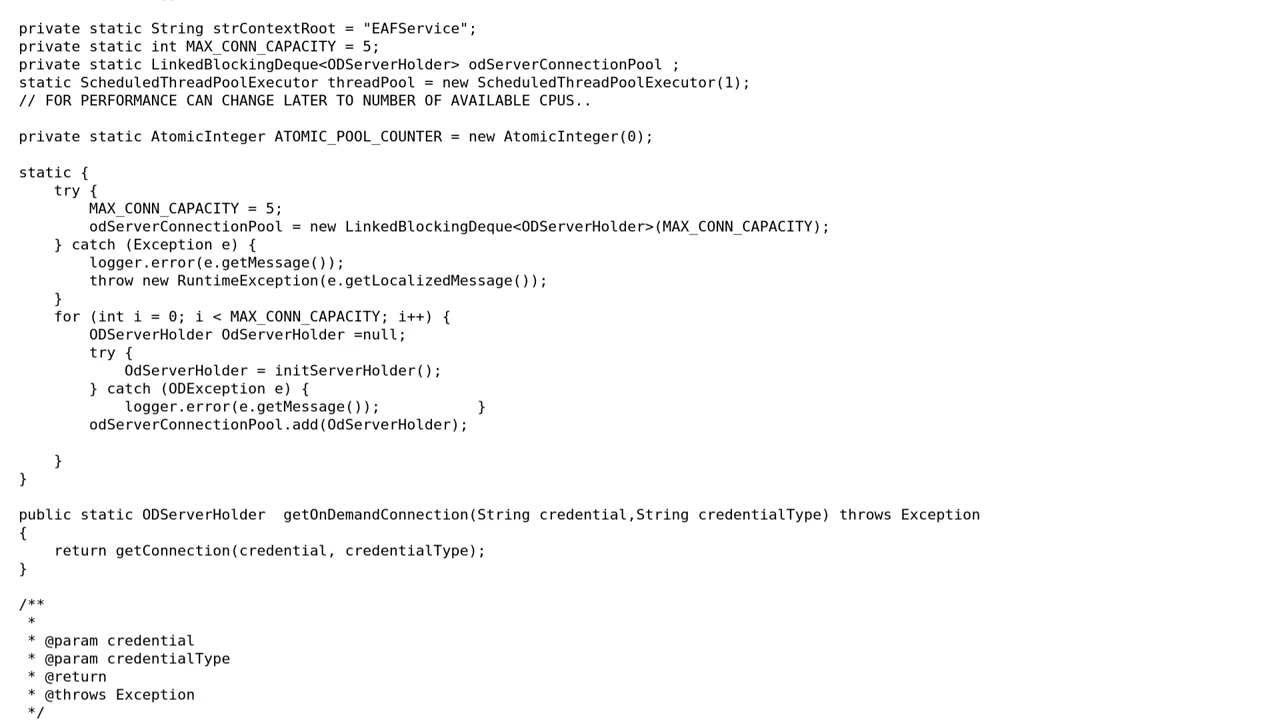 private static String strContextRoot = "EAFService";
private static int MAX_CONN_CAPACITY = 5;
private static LinkedBlockingDeque<ODServerHolder> odServerConnectionPool ;
static ScheduledThreadPoolExecutor threadPool = new ScheduledThreadPoolExecutor(1);
// FOR PERFORMANCE CAN CHANGE LATER TO NUMBER OF AVAILABLE CPUS..

private static AtomicInteger ATOMIC_POOL_COUNTER = new AtomicInteger(0);

static {
    try {
        MAX_CONN_CAPACITY = 5;
        odServerConnectionPool = new LinkedBlockingDeque<ODServerHolder>(MAX_CONN_CAPACITY);
    } catch (Exception e) {
        logger.error(e.getMessage());
        throw new RuntimeException(e.getLocalizedMessage());
    }
    for (int i = 0; i < MAX_CONN_CAPACITY; i++) {
        ODServerHolder OdServerHolder =null;
        try {
            OdServerHolder = initServerHolder();
        } catch (ODException e) {
            logger.error(e.getMessage());           }
        odServerConnectionPool.add(OdServerHolder);

    }
}

public static ODServerHolder  getOnDemandConnection(String credential,String credentialType) throws Exception
{
    return getConnection(credential, credentialType);
}

/**
 *
 * @param credential
 * @param credentialType
 * @return
 * @throws Exception
 */